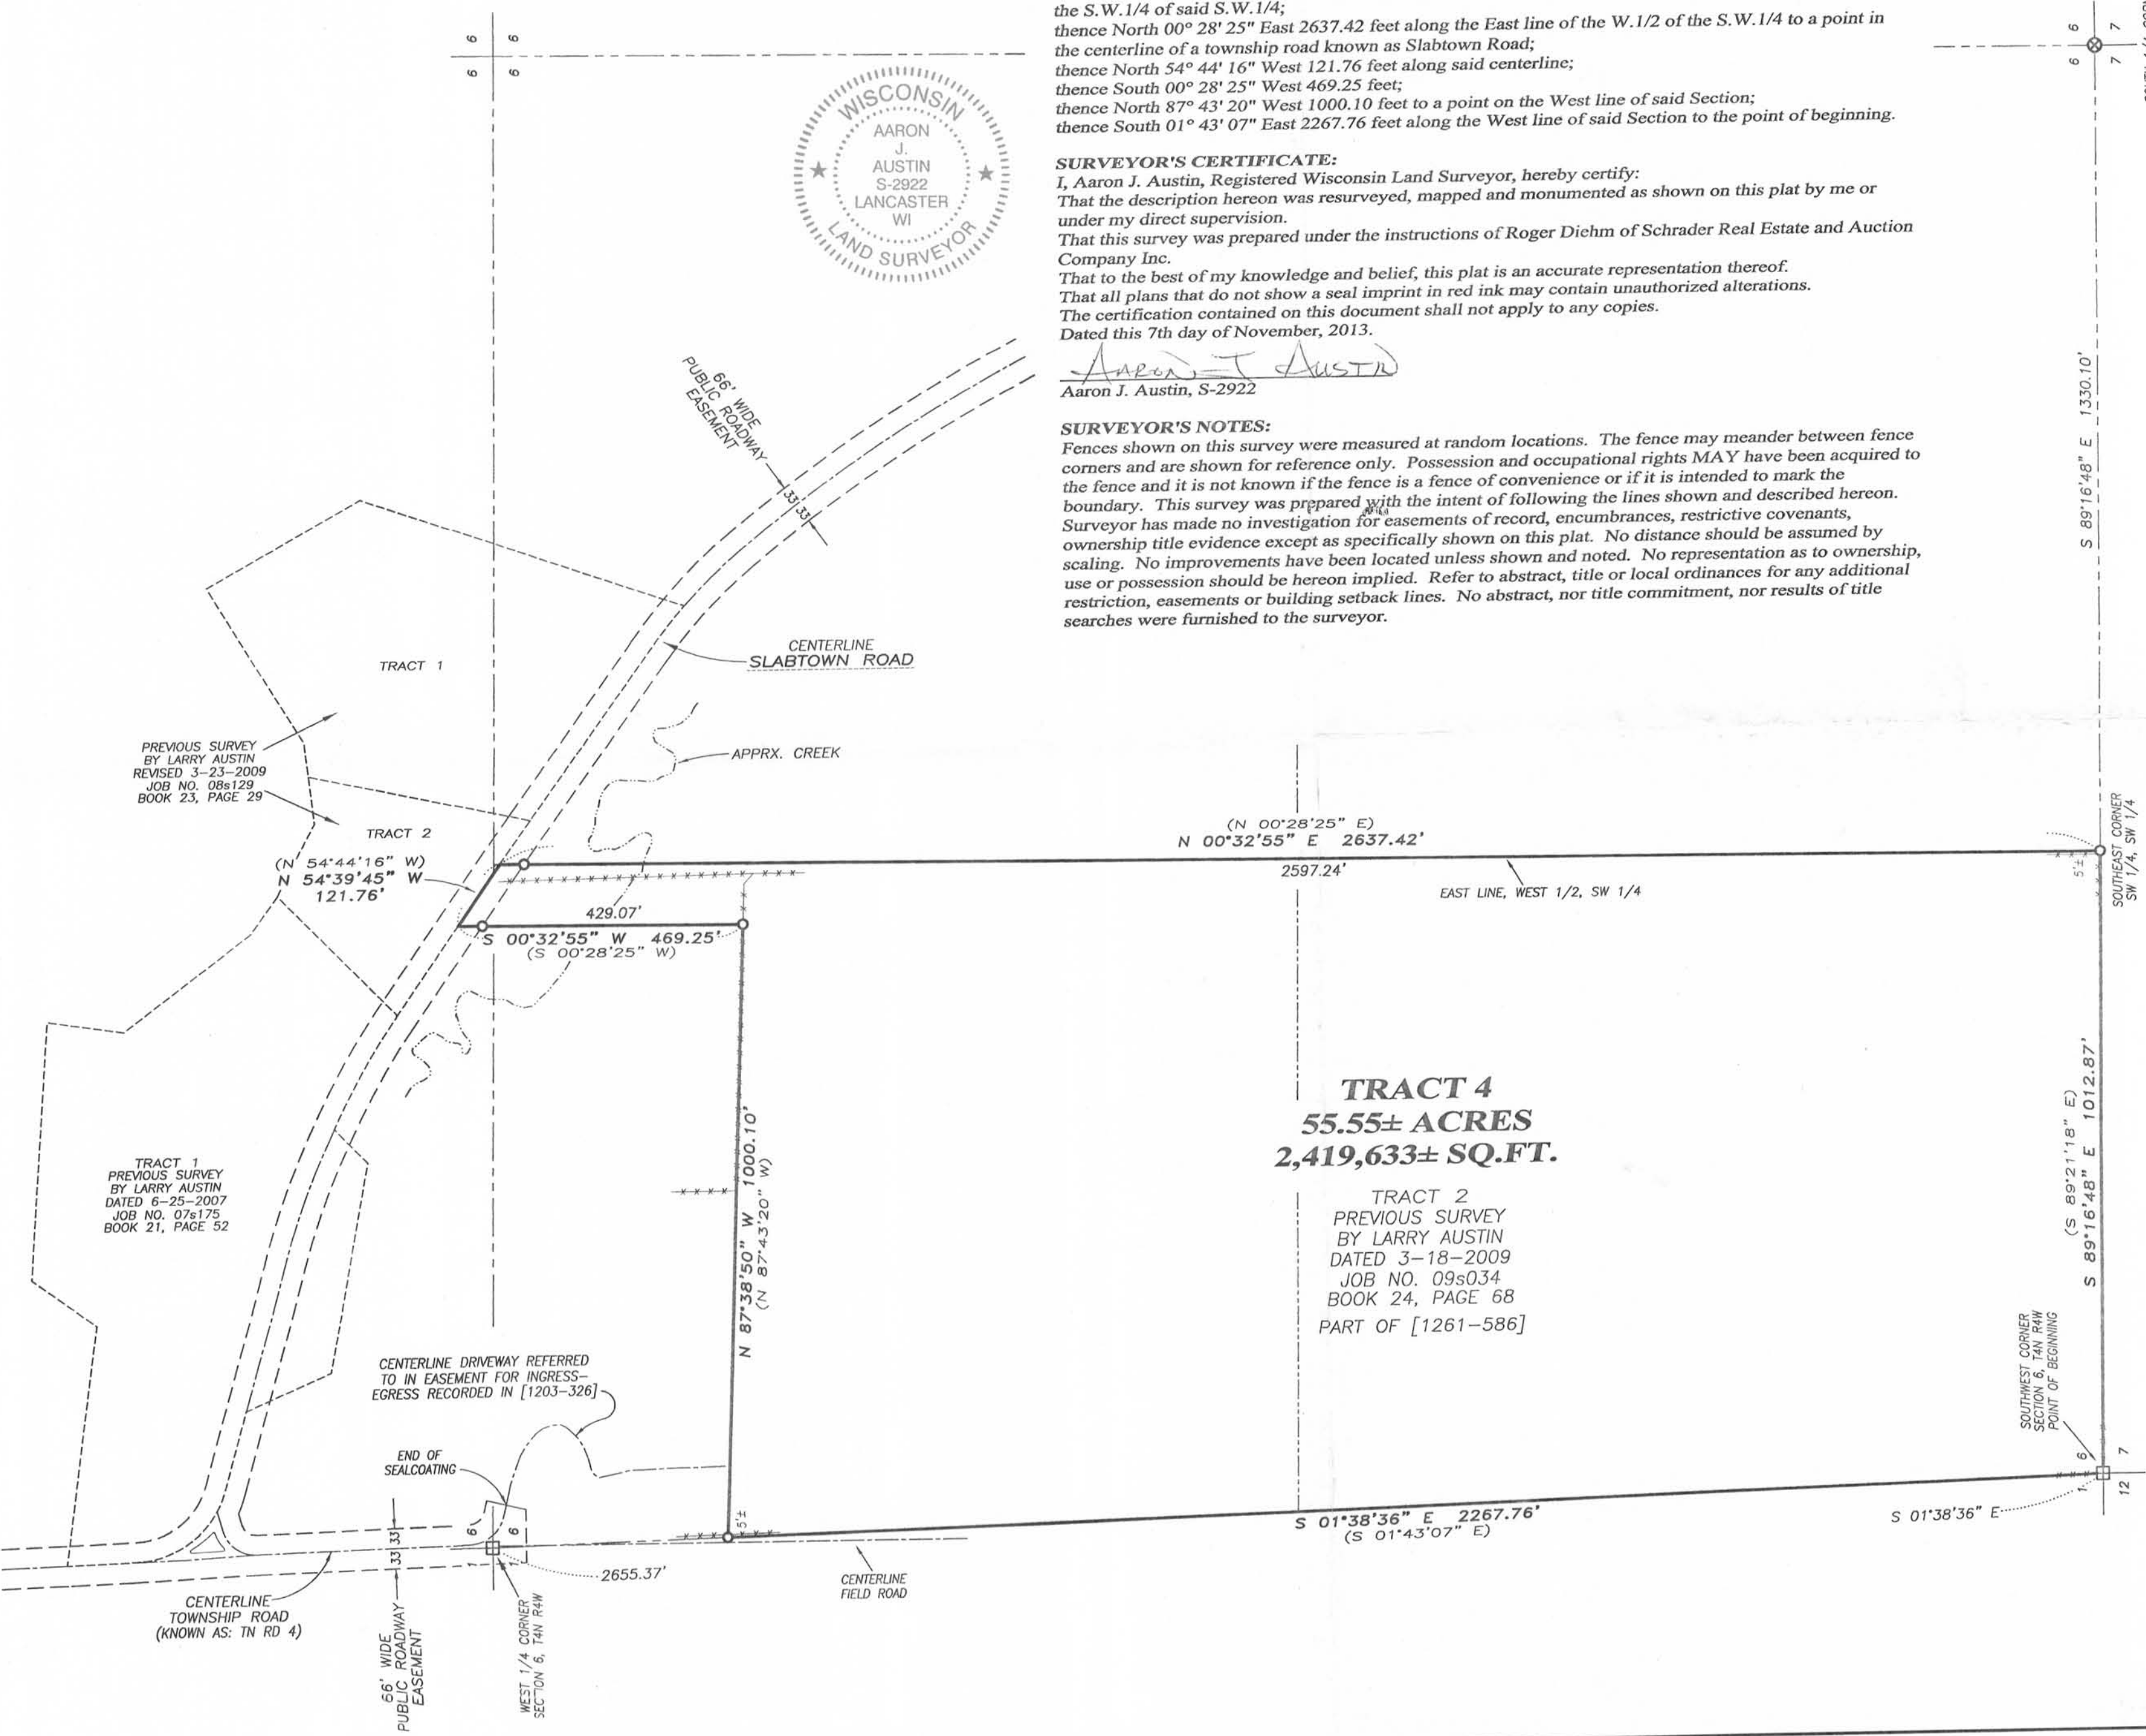 the S.W.1/4 of said S.W.1/4;
thence North 00° 28' 25" East 2637.42 feet along the East line of the W.1/2 of the S.W.1/4 to a point in
the centerline of a township road known as Slabtown Road;
thence North 54° 44' 16" West 121.76 feet along said centerline;
thence South 00° 28' 25" West 469.25 feet;
thence North 87° 43' 20" West 1000.10 feet to a point on the West line of said Section;
thence South 01° 43' 07" East 2267.76 feet along the West line of said Section to the point of beginning.
SURVEYOR'S CERTIFICATE:
I, Aaron J. Austin, Registered Wisconsin Land Surveyor, hereby certify:
That the description hereon was resurveyed, mapped and monumented as shown on this plat by me or
under my direct supervision.
That this survey was prepared under the instructions of Roger Diehm of Schrader Real Estate and Auction
Company Inc.
That to the best of my knowledge and belief, this plat is an accurate representation thereof.
That all plans that do not show a seal imprint in red ink may contain unauthorized alterations.
The certification contained on this document shall not apply to any copies.
Dated this 7th day of November, 2013.
AARON J AUSTIN
Aaron J. Austin, S-2922
SURVEYOR'S NOTES:
Fences shown on this survey were measured at random locations. The fence may meander between fence
corners and are shown for reference only. Possession and occupational rights MAY have been acquired to
the fence and it is not known if the fence is a fence of convenience or if it is intended to mark the
boundary. This survey was prepared with the intent of following the lines shown and described hereon.
Surveyor has made no investigation for easements of record, encumbrances, restrictive covenants,
ownership title evidence except as specifically shown on this plat. No distance should be assumed by
scaling. No improvements have been located unless shown and noted. No representation as to ownership,
use or possession should be hereon implied. Refer to abstract, title or local ordinances for any additional
restriction, easements or building setback lines. No abstract, nor title commitment, nor results of title
searches were furnished to the surveyor.
WISCONSIN
AARON
J.
AUSTIN
S-2922
LANCASTER
WI
LAND SURVEYOR
6 6
6 6
6 7
6 7
S 89°16'48" E 1330.10'
66' WIDE
PUBLIC ROADWAY
EASEMENT
33 33
CENTERLINE
SLABTOWN ROAD
TRACT 1
APPRX. CREEK
PREVIOUS SURVEY
BY LARRY AUSTIN
REVISED 3-23-2009
JOB NO. 08s129
BOOK 23, PAGE 29
TRACT 2
(N 54°44'16" W)
N 54°39'45" W
121.76'
(N 00°28'25" E)
N 00°32'55" E 2637.42'
2597.24'
EAST LINE, WEST 1/2, SW 1/4
5'±
SOUTHEAST CORNER
SW 1/4, SW 1/4
429.07'
S 00°32'55" W 469.25'
(S 00°28'25" W)
N 87°38'50" W 1000.10'
(N 87°43'20" W)
TRACT 4
55.55± ACRES
2,419,633± SQ.FT.
TRACT 2
PREVIOUS SURVEY
BY LARRY AUSTIN
DATED 3-18-2009
JOB NO. 09s034
BOOK 24, PAGE 68
PART OF [1261-586]
(S 89°21'18" E)
S 89°16'48" E 1012.87'
TRACT 1
PREVIOUS SURVEY
BY LARRY AUSTIN
DATED 6-25-2007
JOB NO. 07s175
BOOK 21, PAGE 52
CENTERLINE DRIVEWAY REFERRED
TO IN EASEMENT FOR INGRESS-
EGRESS RECORDED IN [1203-326]
END OF
SEALCOATING
SOUTHWEST CORNER
SECTION 6, T4N R4W
POINT OF BEGINNING
6 7
1 12
5'±
S 01°38'36" E 2267.76'
(S 01°43'07" E)
S 01°38'36" E
33 33
6 6
1 1
2655.37'
CENTERLINE
FIELD ROAD
CENTERLINE
TOWNSHIP ROAD
(KNOWN AS: TN RD 4)
66' WIDE
PUBLIC ROADWAY
EASEMENT
WEST 1/4 CORNER
SECTION 6, T4N R4W